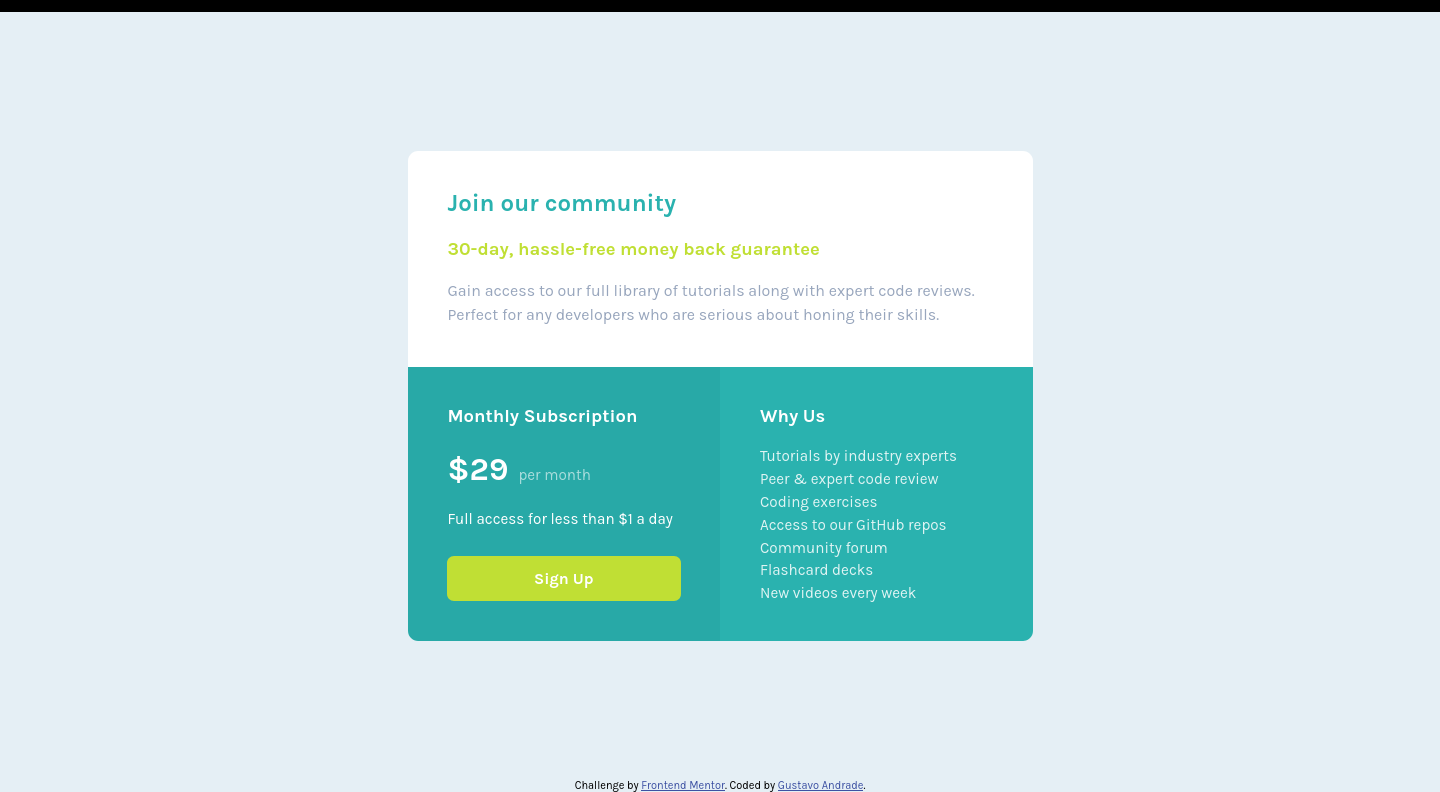 Join our community
30-day, hassle-free money back guarantee
Gain access to our full library of tutorials along with expert code reviews.
Perfect for any developers who are serious about honing their skills.
Monthly Subscription
$29 per month
Full access for less than $1 a day
Sign Up
Why Us
Tutorials by industry experts
Peer & expert code review
Coding exercises
Access to our GitHub repos
Community forum
Flashcard decks
New videos every week
Challenge by Frontend Mentor. Coded by Gustavo Andrade.